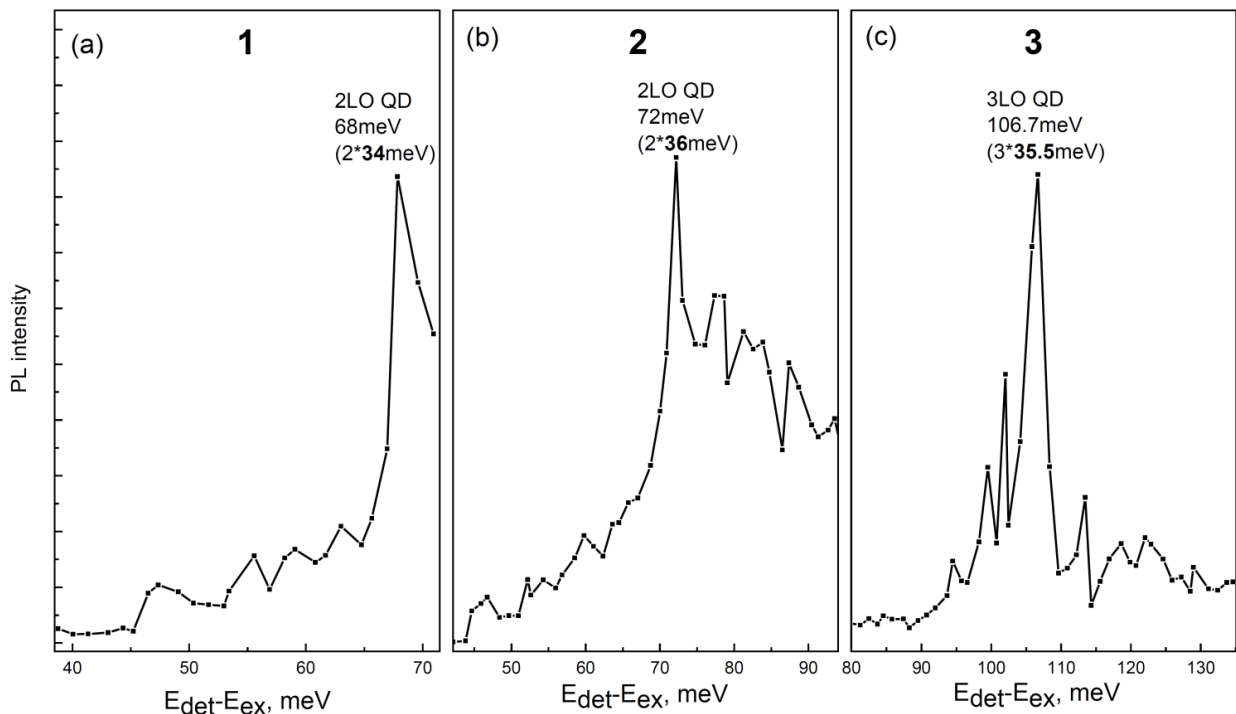 (a)
1
2LO QD
68meV
(2*34meV)
(b)
2
2LO QD
72meV
(2*36meV)
(c)
3
3LO QD
106.7meV
(3*35.5meV)
PL intensity
40 50 60 70
50 60 70 80 90
80 90 100 110 120 130
Edet-Eex, meV
Edet-Eex, meV
Edet-Eex, meV